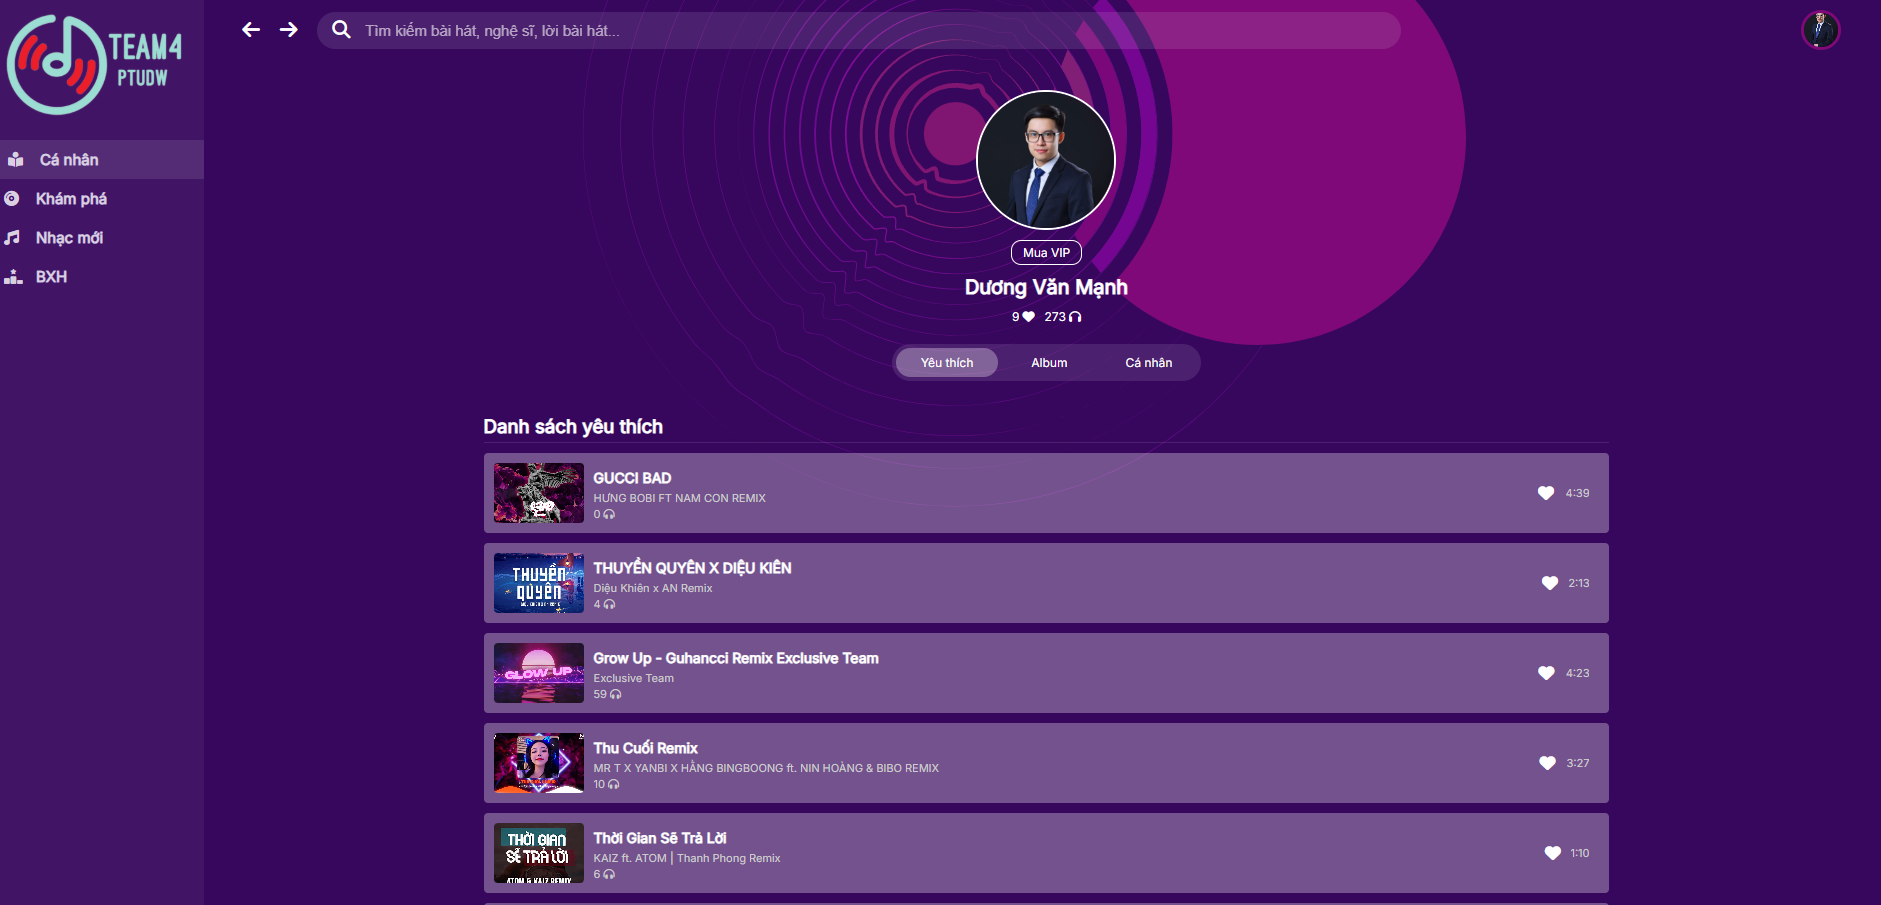 TEAM4
PTUDW
Tìm kiếm bài hát, nghệ sĩ, lời bài hát...
Cá nhân
Khám phá
Nhạc mới
BXH
Mua VIP
Dương Văn Mạnh
9 273
Yêu thích Album Cá nhân
Danh sách yêu thích
GUCCI BAD
HƯNG BOBI FT NAM CON REMIX
0
4:39
THUYỀN
QUYÊN
THUYỀN QUYÊN X DIỆU KIÊN
Diệu Khiên x AN Remix
4
2:13
GLOW UP
Grow Up - Guhancci Remix Exclusive Team
Exclusive Team
59
4:23
Thu Cuối Remix
MR T X YANBI X HẰNG BINGBOONG ft. NIN HOÀNG & BIBO REMIX
10
3:27
THỜI GIAN
SẼ TRẢ LỜI
ATOM & KAIZ REMIX
Thời Gian Sẽ Trả Lời
KAIZ ft. ATOM | Thanh Phong Remix
6
1:10